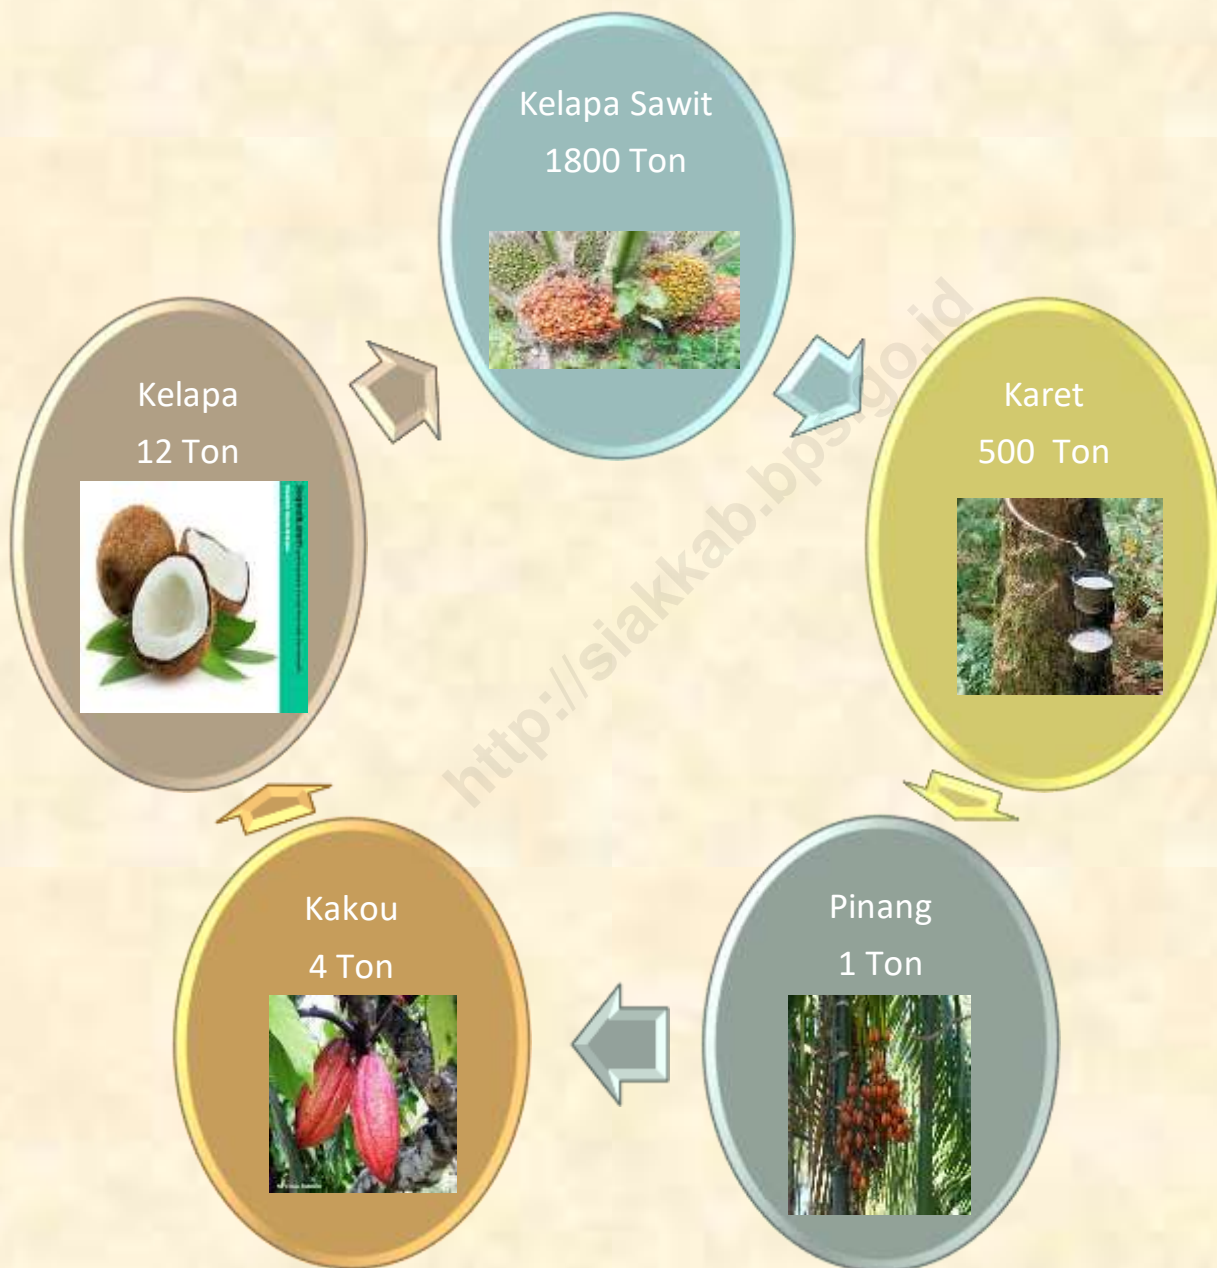 Kelapa Sawit
1800 Ton
Karet
500 Ton
Pinang
1 Ton
Kakou
4 Ton
Kelapa
12 Ton
http://siakkab.bps.go.id